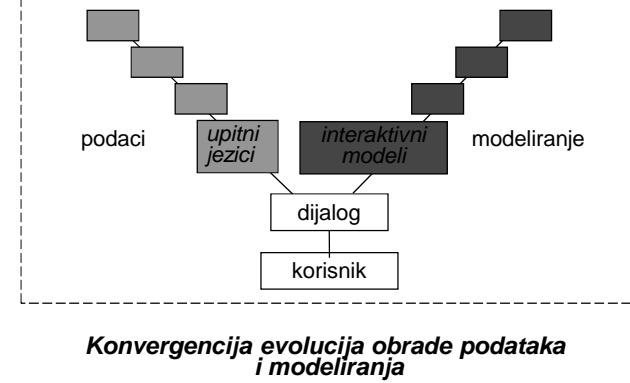 podaci
upitni
jezici
interaktivni
modeli
modeliranje
dijalog
korisnik
Konvergencija evolucija obrade podataka
i modeliranja